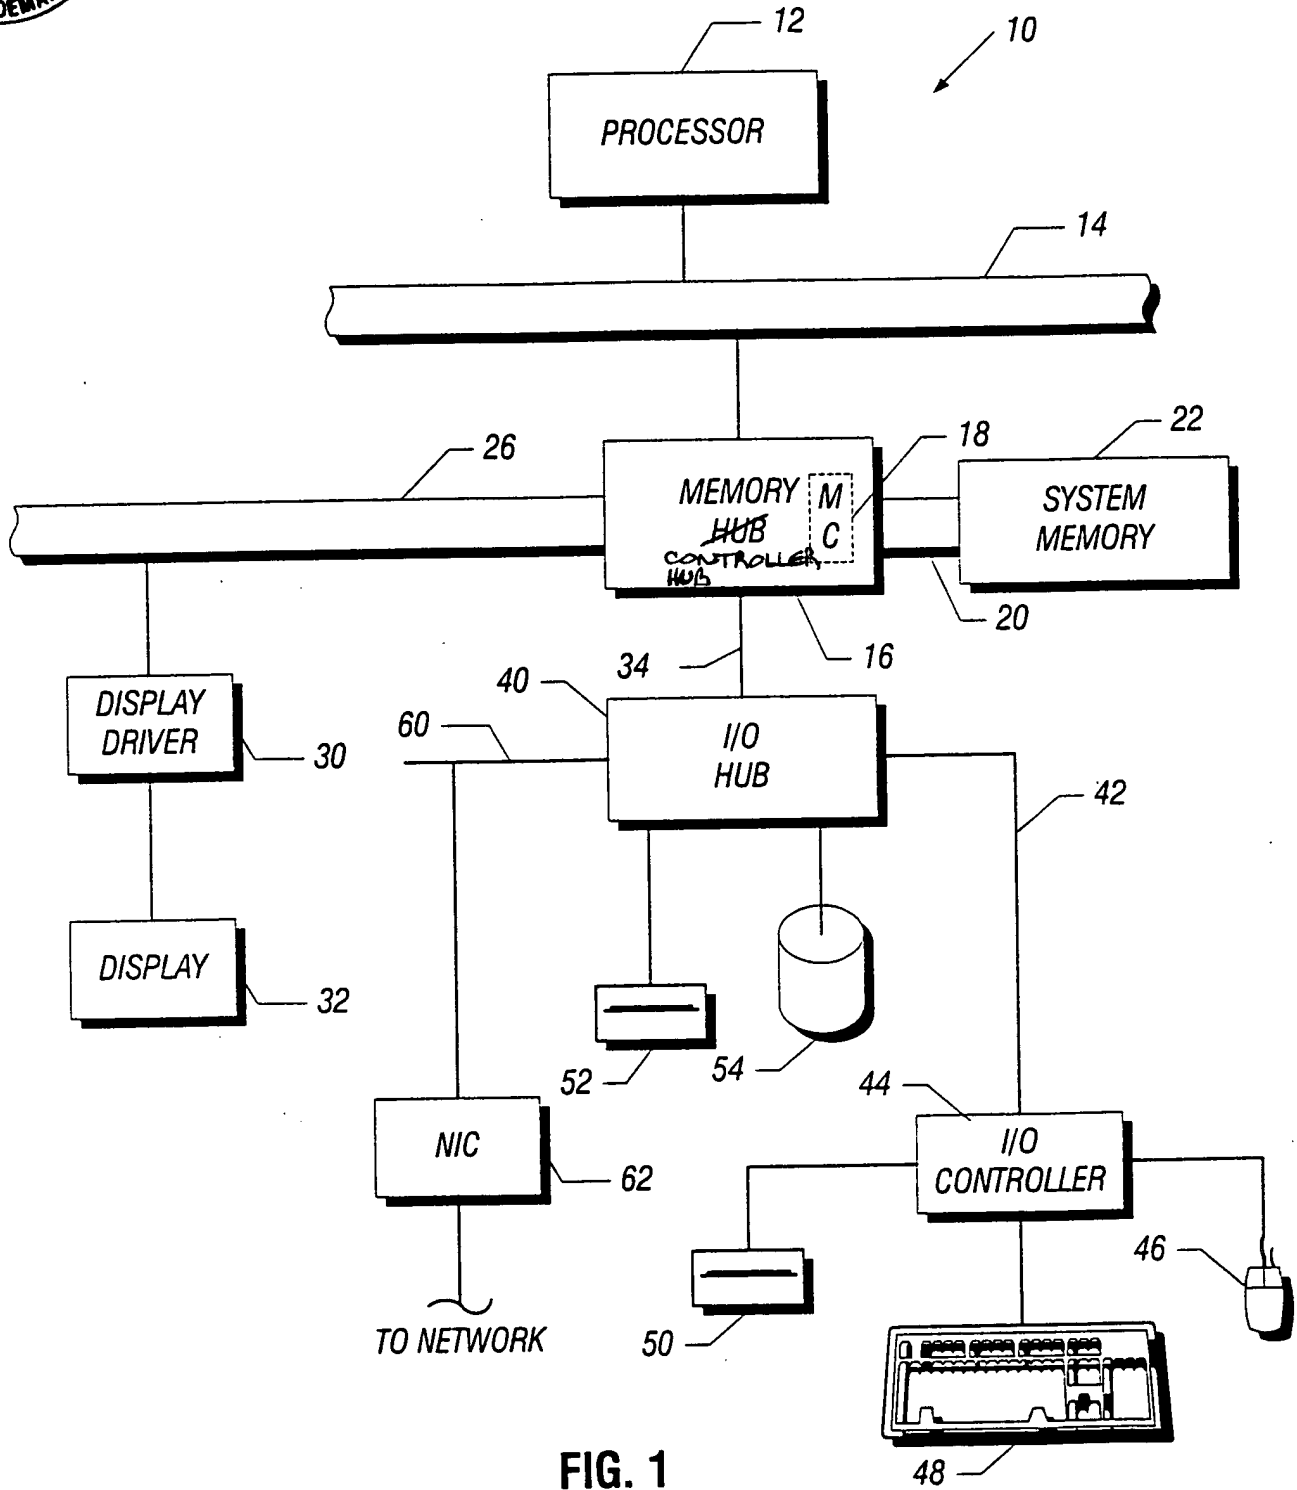 12
10
PROCESSOR
14
26
18
22
MEMORY
HUB
CONTROLLER
HUB
M
C
SYSTEM
MEMORY
20
16
34
40
60
I/O
HUB
DISPLAY
DRIVER
30
42
DISPLAY
32
52
54
44
NIC
62
I/O
CONTROLLER
46
50
TO NETWORK
48
FIG. 1